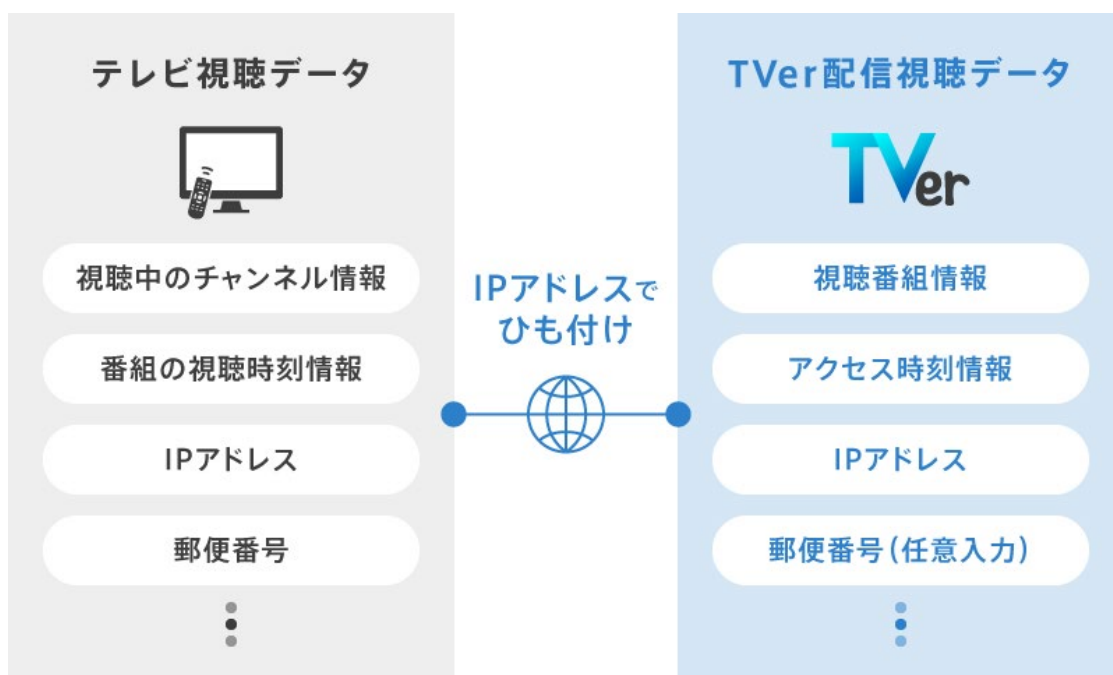 テレビ視聴データ
視聴中のチャンネル情報
番組の視聴時刻情報
IPアドレス
郵便番号
IPアドレスで
ひも付け
TVer配信視聴データ
TVer
視聴番組情報
アクセス時刻情報
IPアドレス
郵便番号(任意入力)